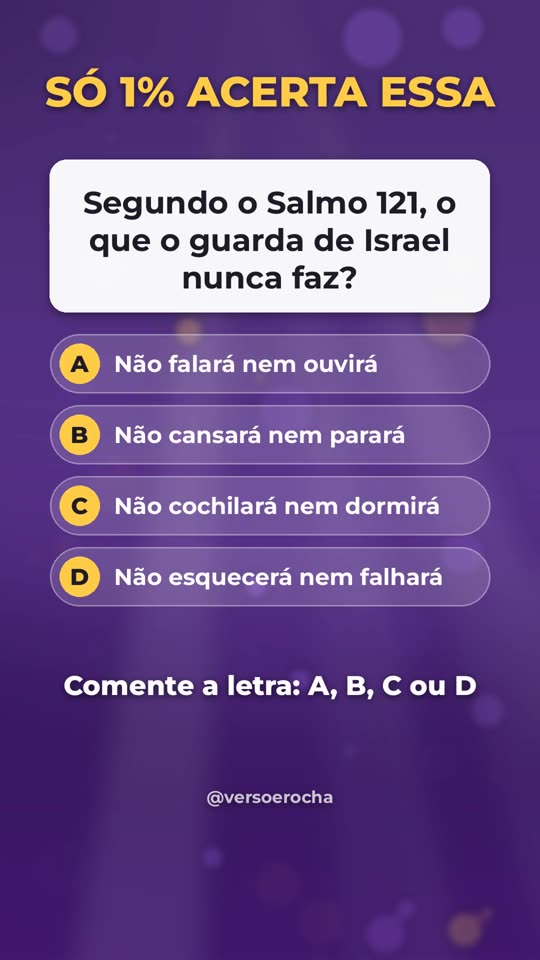 SÓ 1% ACERTA ESSA
Segundo o Salmo 121, o
que o guarda de Israel
nunca faz?
A Não falará nem ouvirá
B Não cansará nem parará
C Não cochilará nem dormirá
D Não esquecerá nem falhará
Comente a letra: A, B, C ou D
@versoerocha